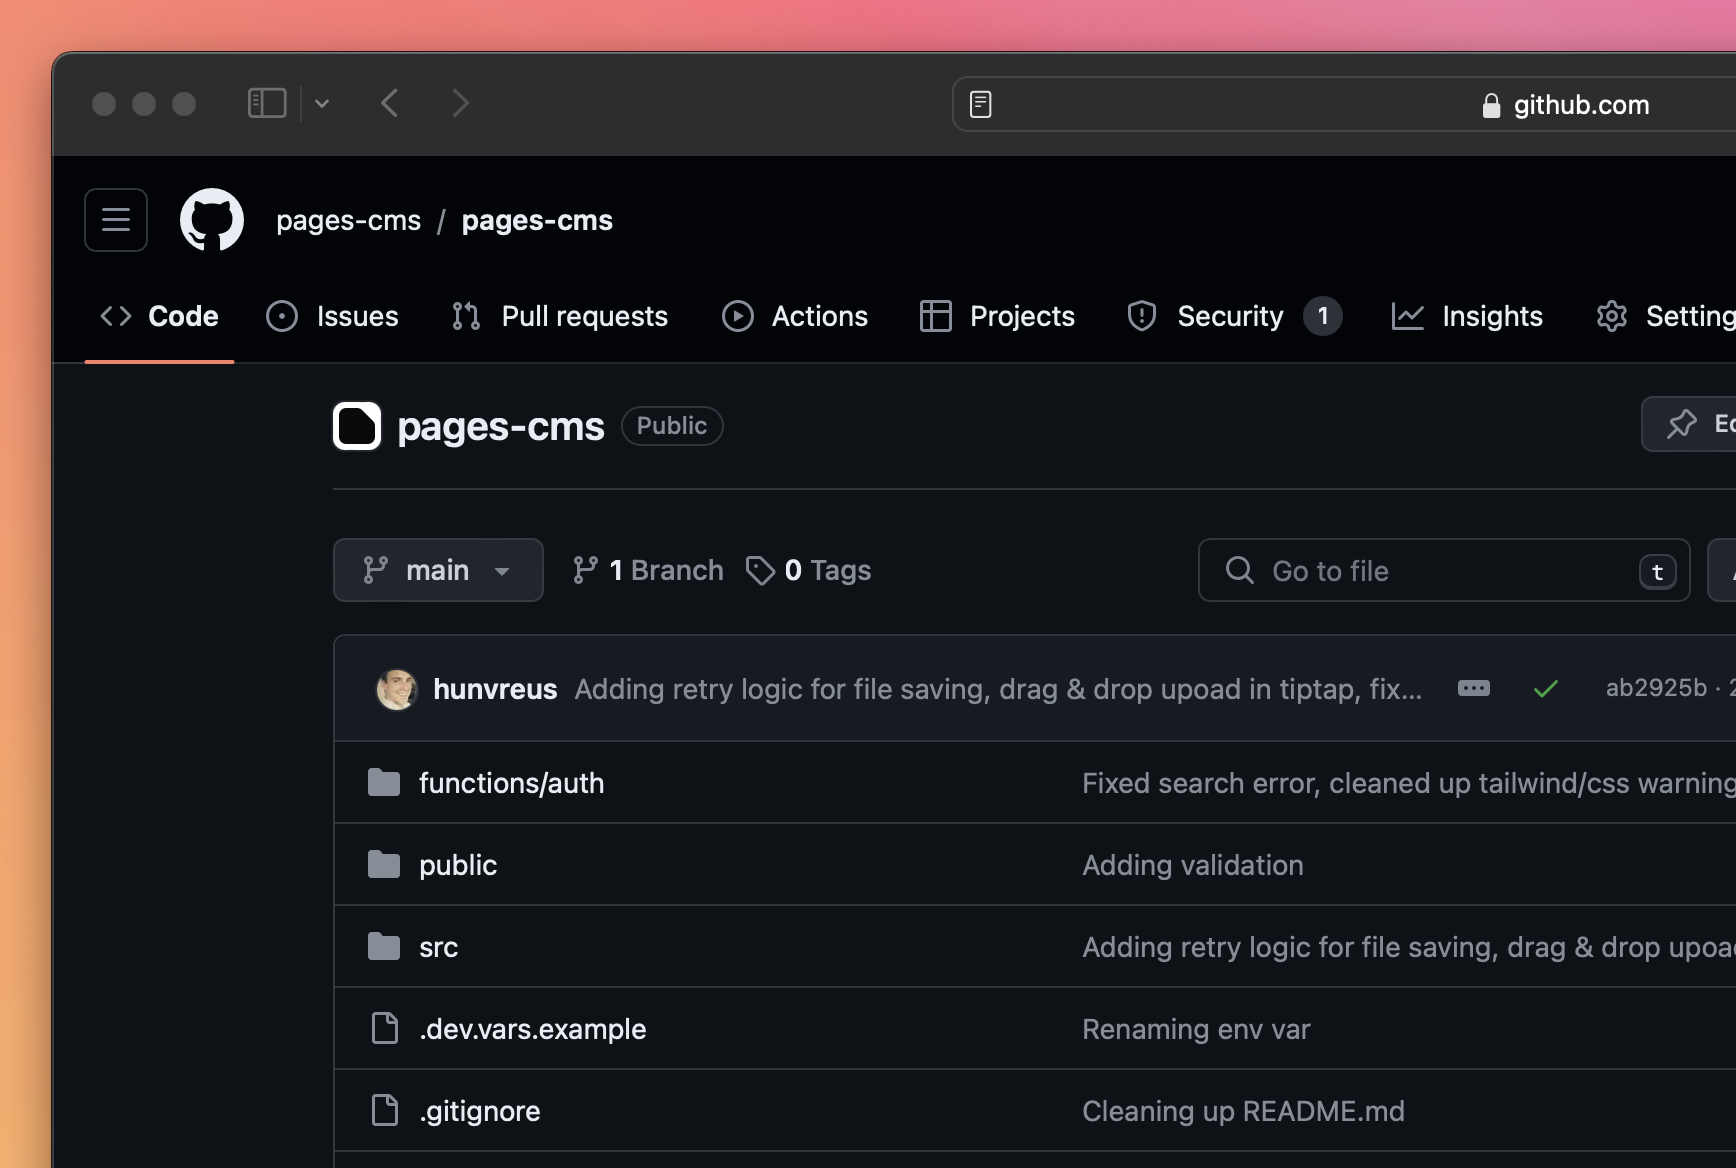 github.com
pages-cms / pages-cms
Code Issues Pull requests Actions Projects Security 1 Insights Setting
pages-cms Public
main 1 Branch 0 Tags Go to file t
hunvreus Adding retry logic for file saving, drag & drop upoad in tiptap, fix... ab2925b ·
functions/auth Fixed search error, cleaned up tailwind/css warning
public Adding validation
src Adding retry logic for file saving, drag & drop upoa
.dev.vars.example Renaming env var
.gitignore Cleaning up README.md